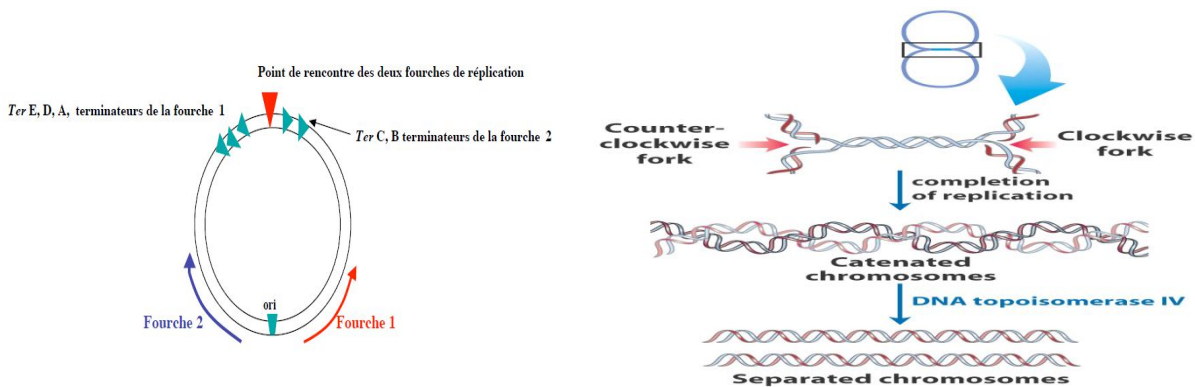 Point de rencontre des deux fourches de réplication
Ter E, D, A, terminateurs de la fourche 1
Ter C, B terminateurs de la fourche 2
ori
Fourche 2
Fourche 1
Counter-
clockwise
fork
Clockwise
fork
completion
of replication
Catenated
chromosomes
DNA topoisomerase IV
Separated chromosomes